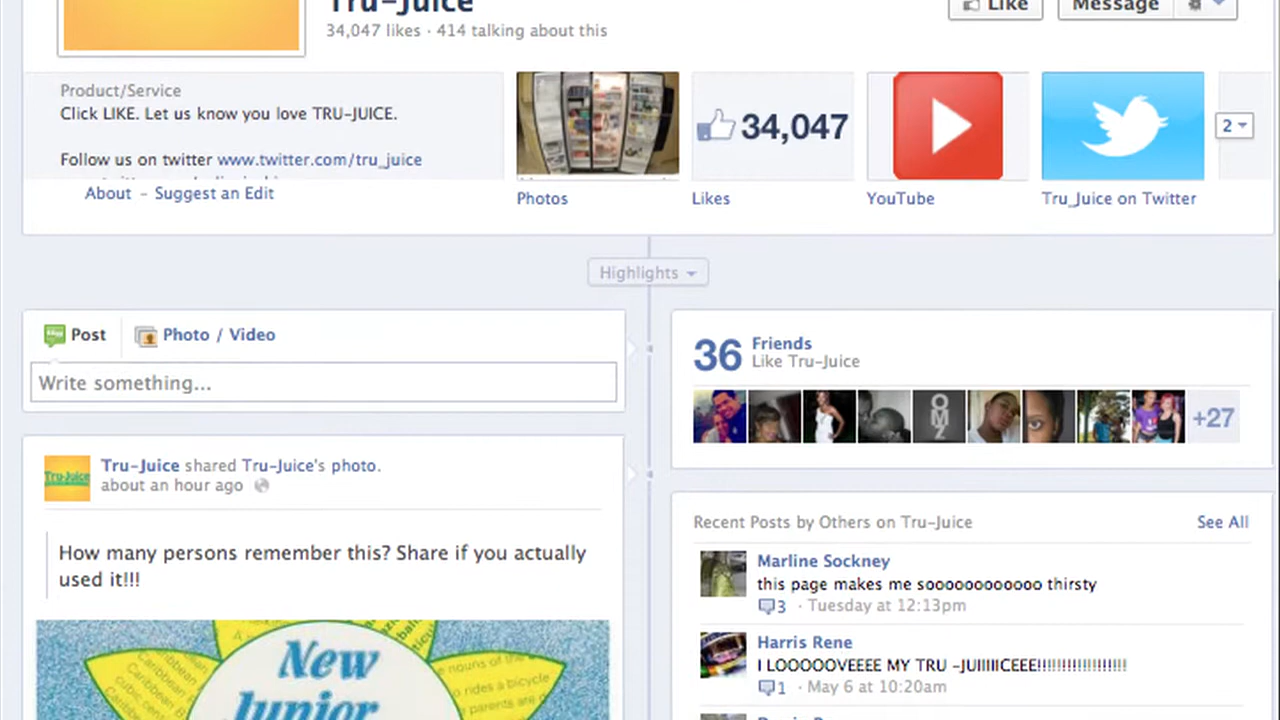 Tru-Juice
34,047 likes · 414 talking about this
Like
Message
Product/Service
Click LIKE. Let us know you love TRU-JUICE.
Follow us on twitter www.twitter.com/tru_juice
About – Suggest an Edit
34,047
Photos
Likes
YouTube
Tru_Juice on Twitter
2
Highlights
Post
Photo / Video
Write something...
Tru-Juice shared Tru-Juice's photo.
about an hour ago
Tru-Juice
How many persons remember this? Share if you actually
used it!!!
New
Junior
36 Friends
Like Tru-Juice
OMZ
+27
Recent Posts by Others on Tru-Juice
See All
Marline Sockney
this page makes me soooooooooooo thirsty
3 · Tuesday at 12:13pm
Harris Rene
I LOOOOOVEEEE MY TRU -JUIIIIICEEE!!!!!!!!!!!!!!!!!!
1 · May 6 at 10:20am